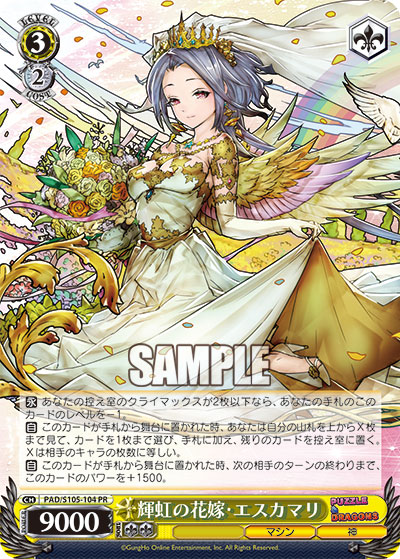 LEVEL
3
2
COST
SAMPLE
永 あなたの控え室のクライマックスが2枚以下なら、あなたの手札のこの
カードのレベルを－1。
自 このカードが手札から舞台に置かれた時、あなたは自分の山札を上からX枚
まで見て、カードを1枚まで選び、手札に加え、残りのカードを控え室に置く。
Xは相手のキャラの枚数に等しい。
自 このカードが手札から舞台に置かれた時、次の相手のターンの終わりまで、
このカードのパワーを＋1500。
CH PAD/S105-104 PR
輝虹の花嫁・エスカマリ
PUZZLE & DRAGONS
POWER 9000 SOUL
マシン 神
©GungHo Online Entertainment, Inc. All Rights Reserved.